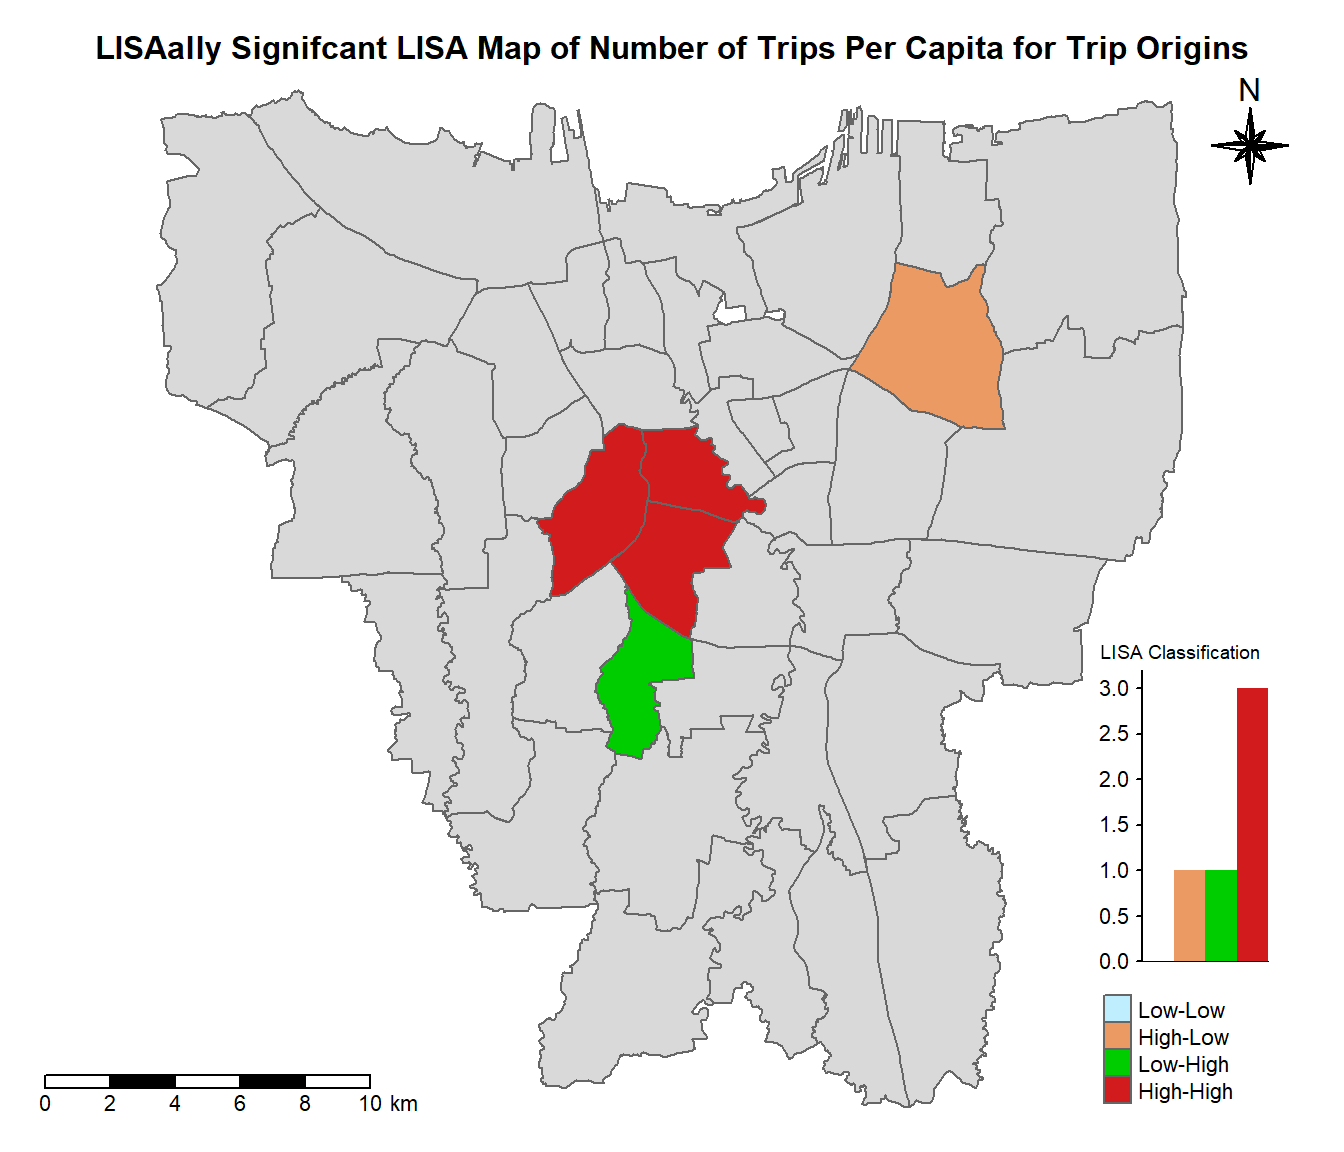 LISAally Signifcant LISA Map of Number of Trips Per Capita for Trip Origins
N
LISA Classification
3.0
2.5
2.0
1.5
1.0
0.5
0.0
Low-Low
High-Low
Low-High
High-High
0 2 4 6 8 10 km